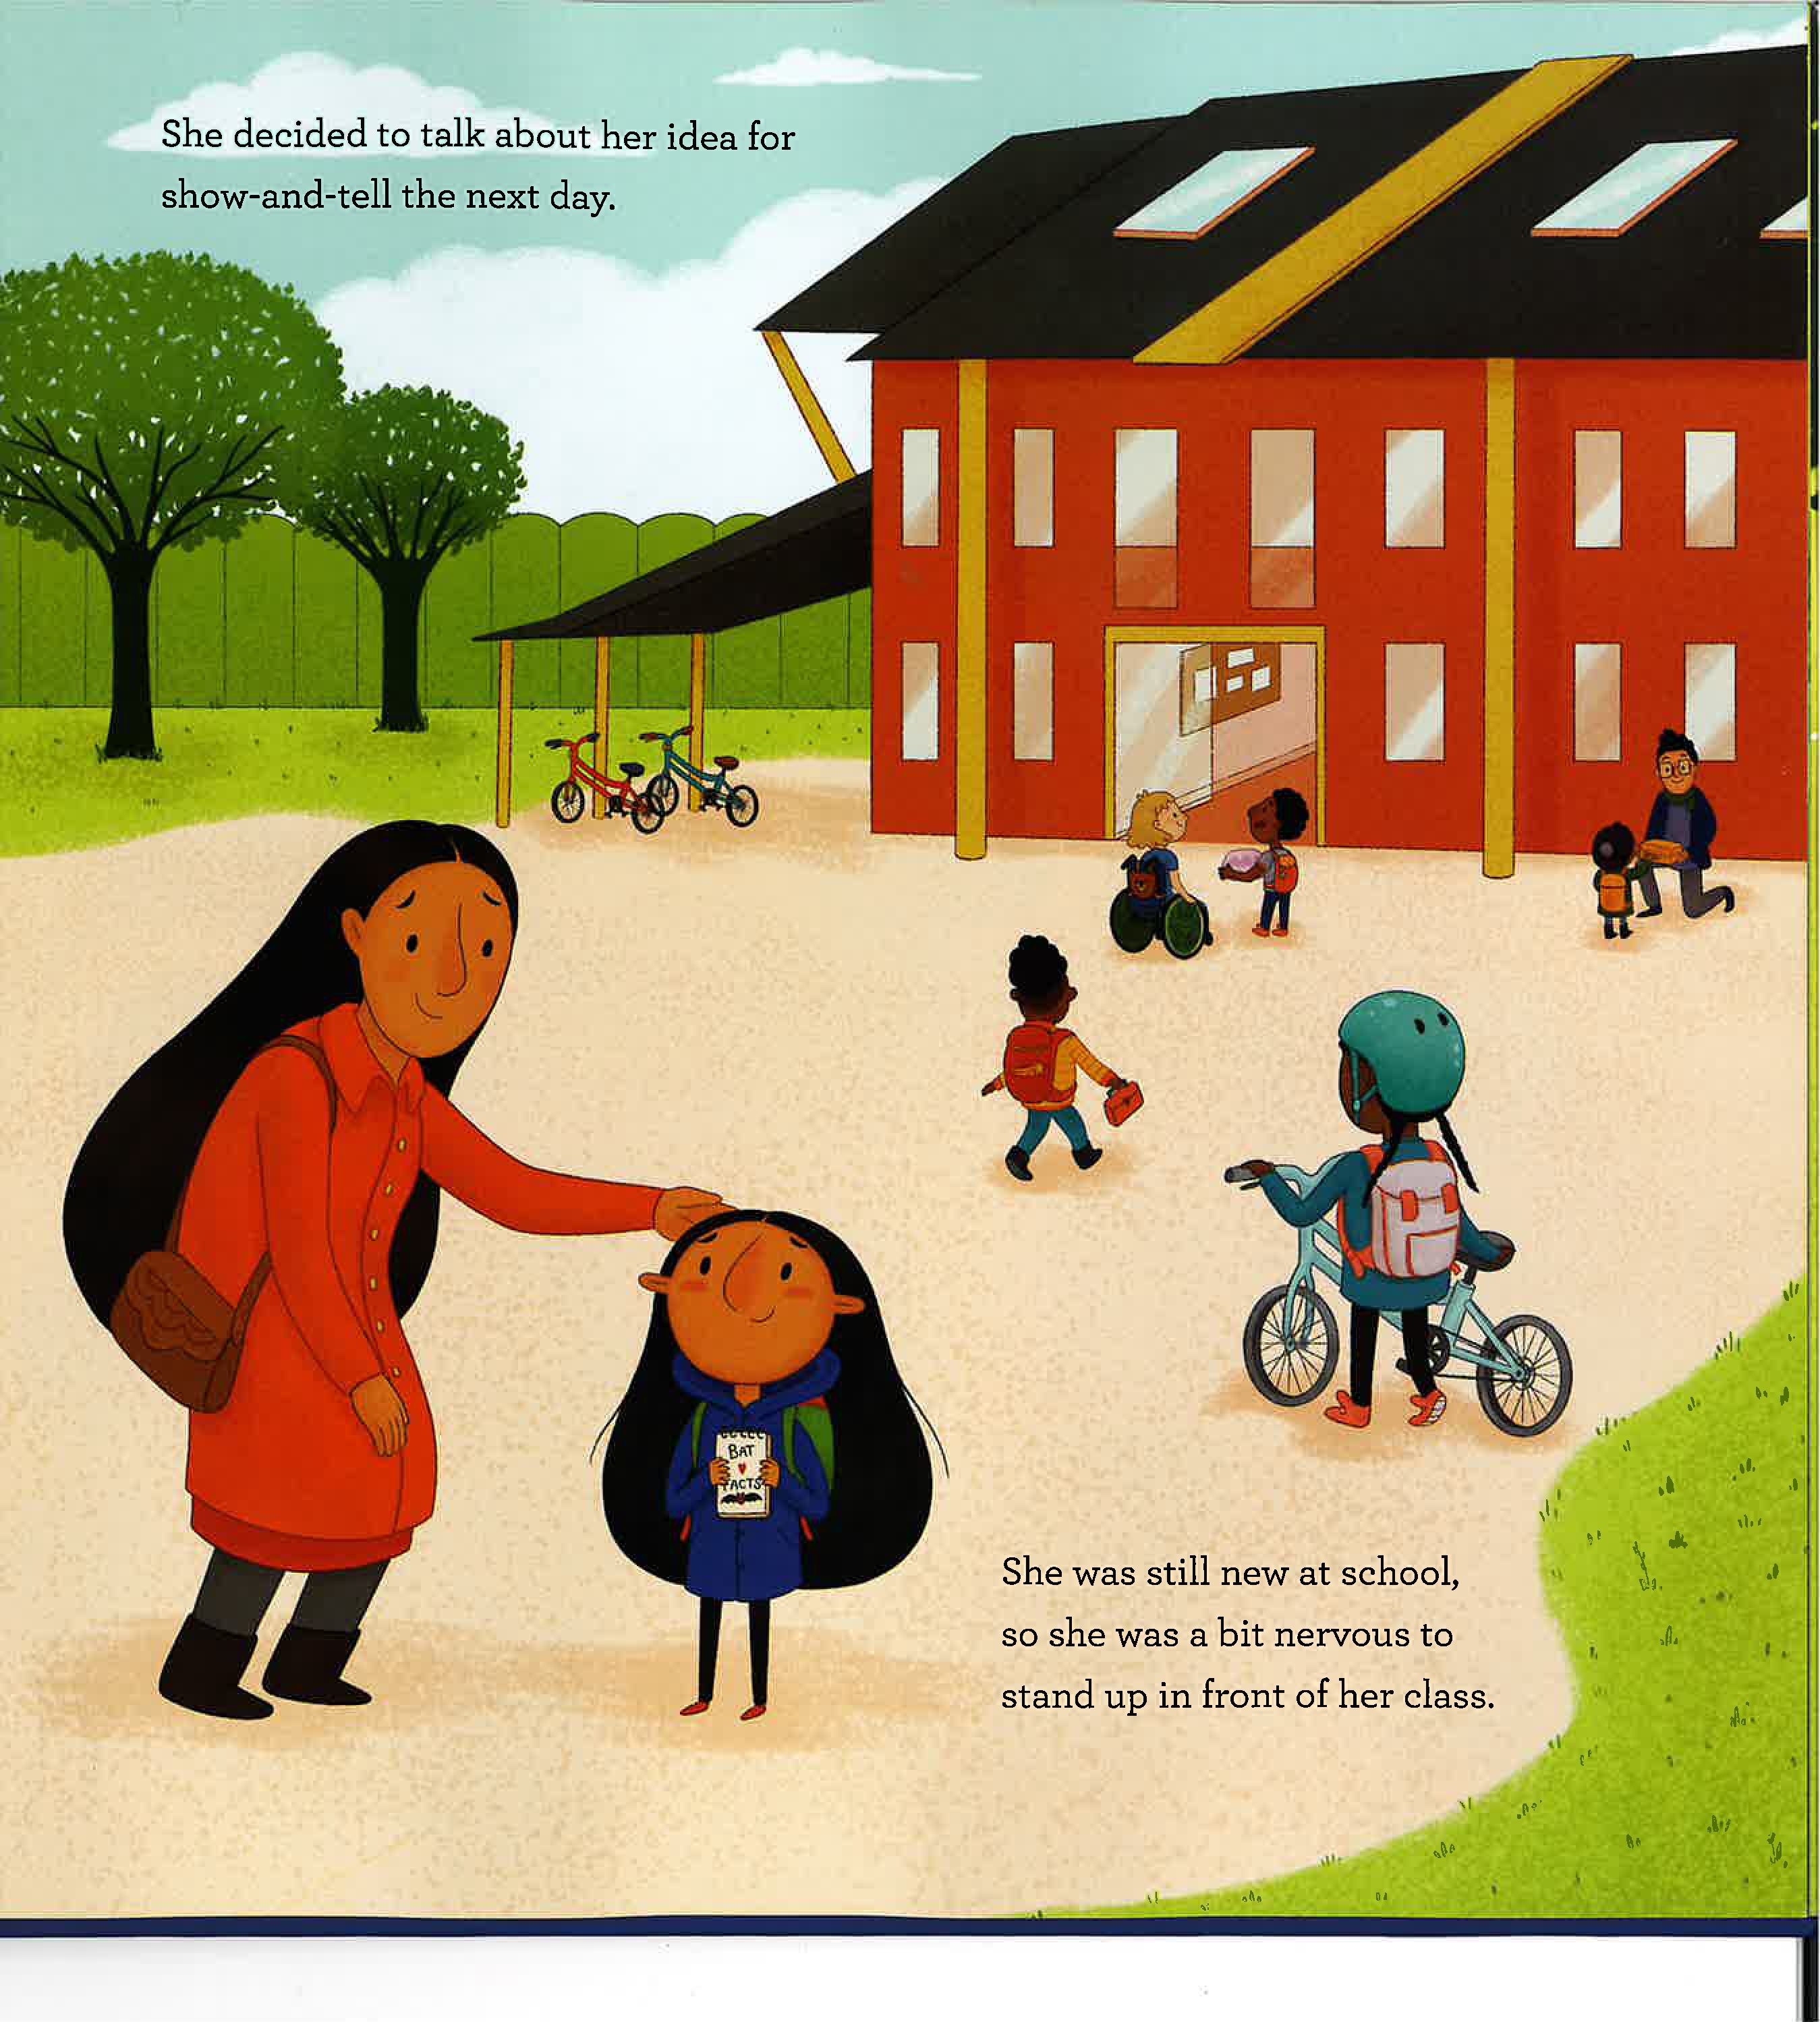 She decided to talk about her idea for
show-and-tell the next day.
BAT
FACTS
She was still new at school,
so she was a bit nervous to
stand up in front of her class.